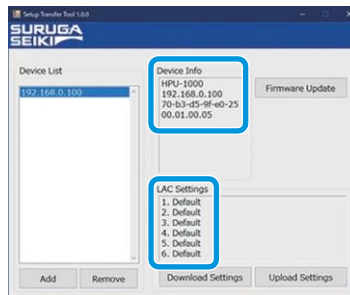 Setup Transfer Tool 1.0.0
SURUGA
SEIKI
Device List
192.168.0.100
Add
Remove
Device Info
HPU-1000
192.168.0.100
70-b3-d5-9f-e0-25
00.01.00.05
Firmware Update
LAC Settings
1. Default
2. Default
3. Default
4. Default
5. Default
6. Default
Download Settings
Upload Settings